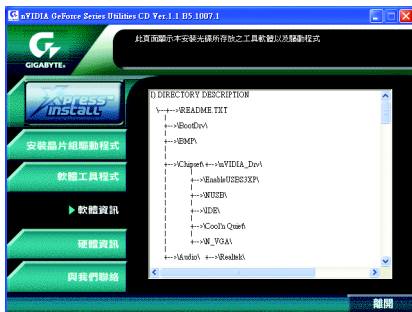 nVIDIA GeForce Series Utilities CD Ver.1.1 B5.1007.1
GIGABYTE
此頁面顯示本安裝光碟所存放之工具軟體以及驅動程式
Xpress
Install
安裝晶片組驅動程式
軟體工具程式
軟體資訊
硬體資訊
與我們聯絡
I) DIRECTORY DESCRIPTION
\--+-->README.TXT
+-->\BootDrv\
+-->\BMP\
+-->\Chipset\ +-->\nVIDIA_Drv\
+-->\EnableUSBS3XP\
+-->\NUSB\
+-->\IDE\
+-->\Cool'n Quiet\
+-->\N_VGA\
+-->\Audio\ +-->\Realtek\
離開